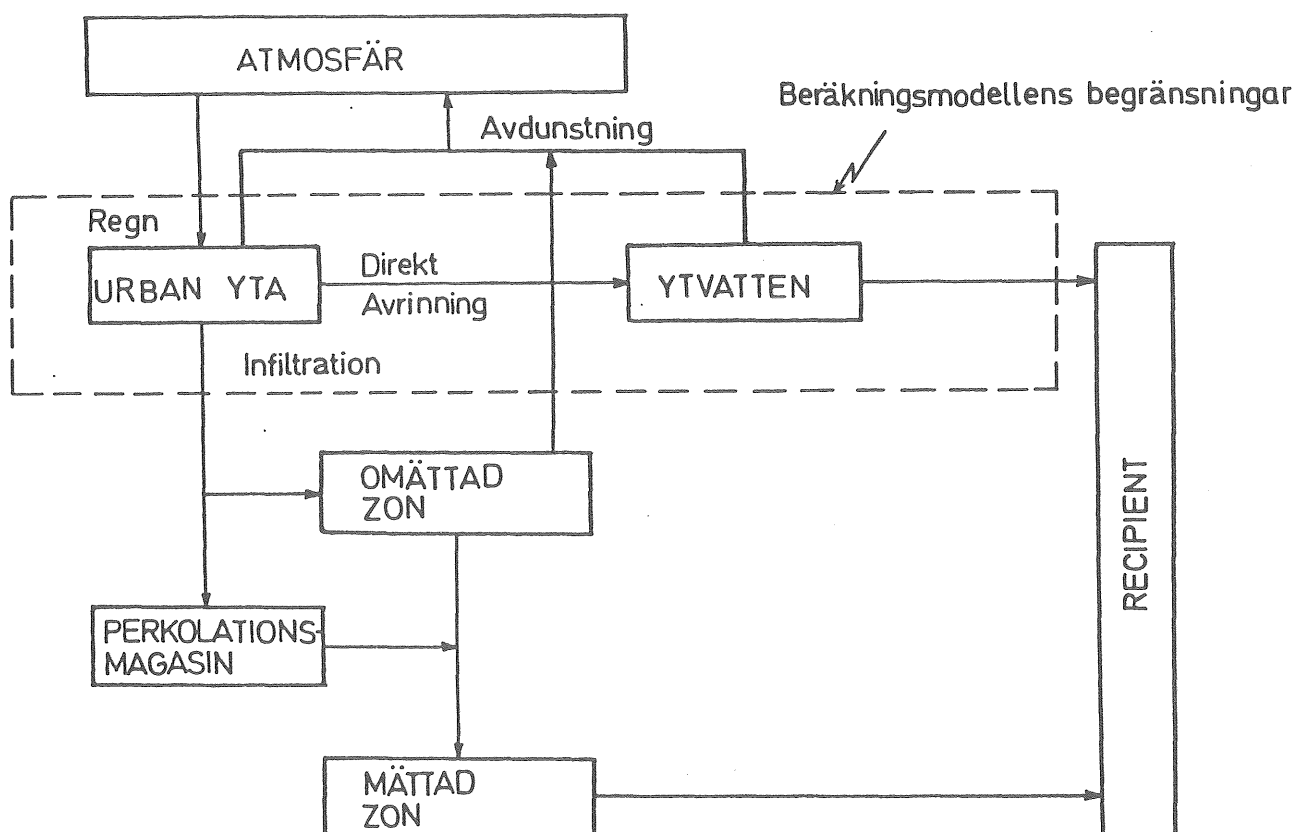 ATMOSFÄR
Beräkningsmodellens begränsningar
Avdunstning
Regn
URBAN YTA
Direkt
Avrinning
YTVATTEN
Infiltration
OMÄTTAD
ZON
RECIPIENT
PERKOLATIONS-
MAGASIN
MÄTTAD
ZON